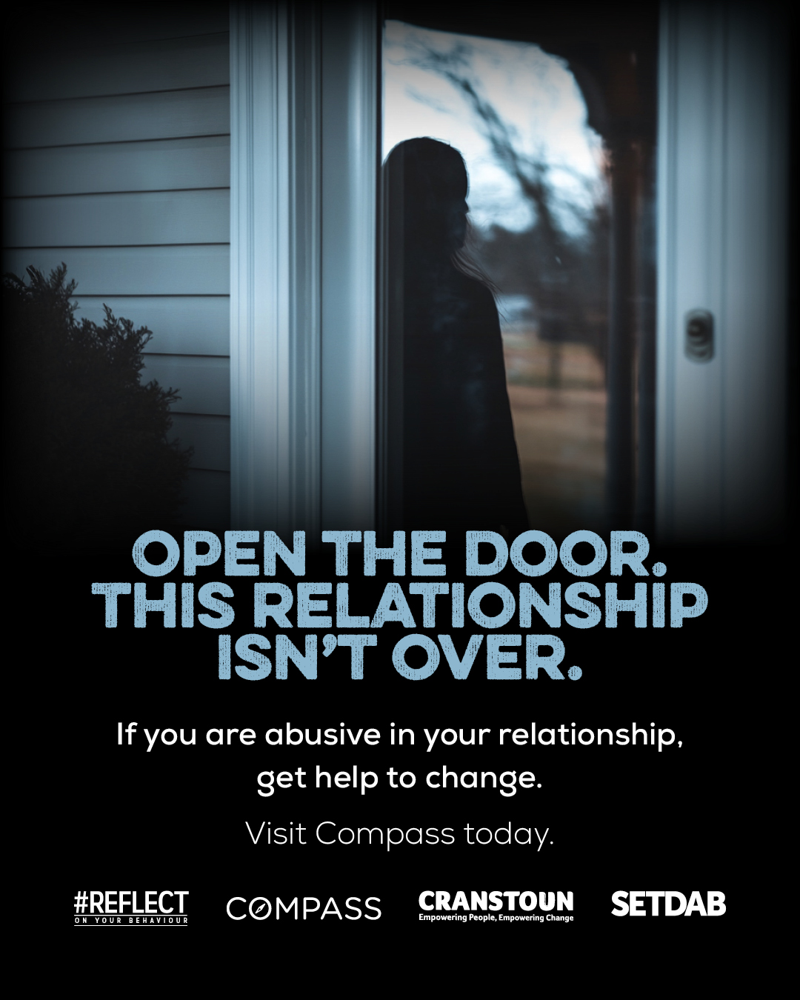 OPEN THE DOOR.
THIS RELATIONSHIP
ISN'T OVER.
If you are abusive in your relationship,
get help to change.
Visit Compass today.
#REFLECT
ON YOUR BEHAVIOUR
COMPASS
CRANSTOUN
Empowering People, Empowering Change
SETDAB